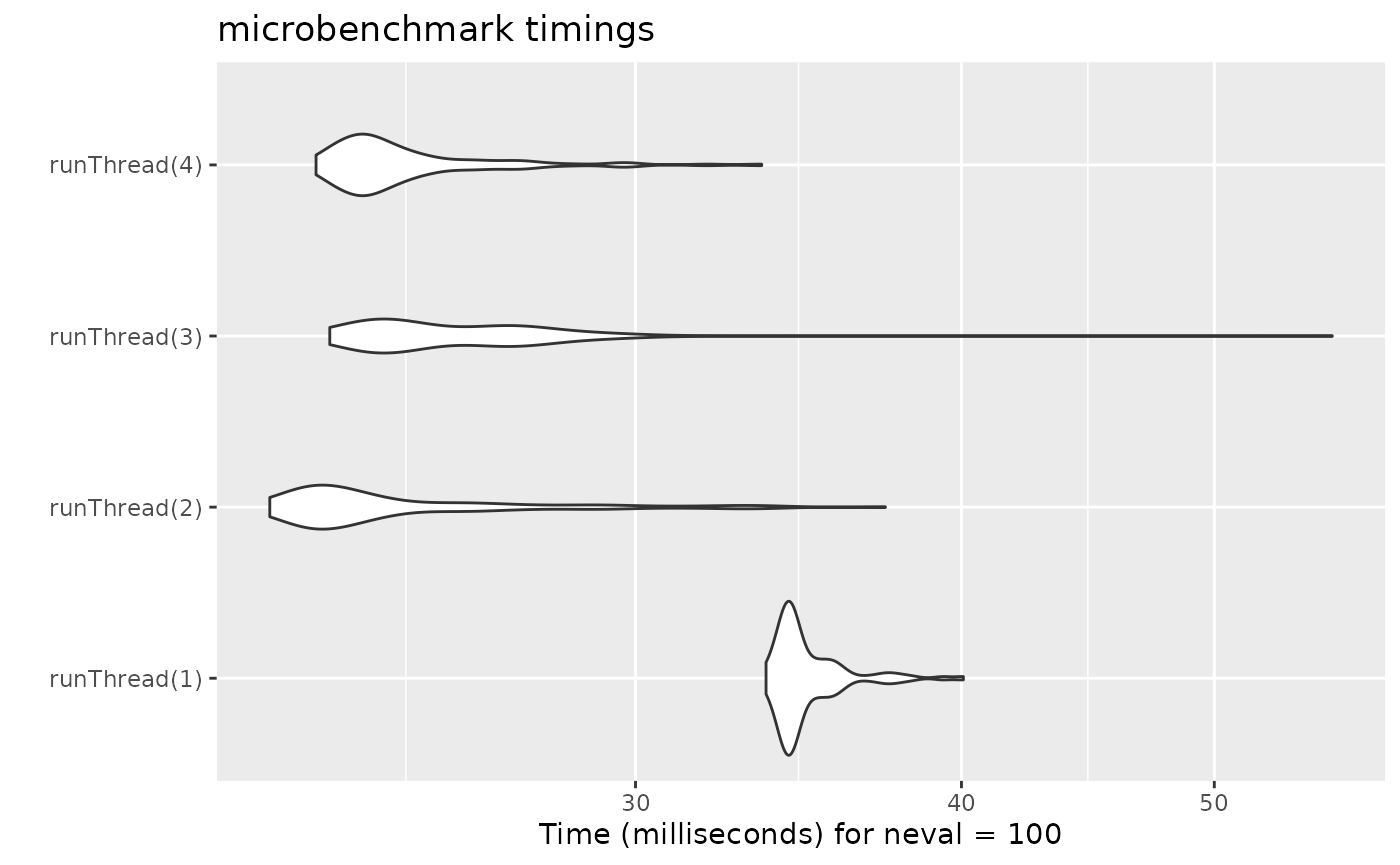 microbenchmark timings
runThread(4)
runThread(3)
runThread(2)
runThread(1)
30 40 50
Time (milliseconds) for neval = 100